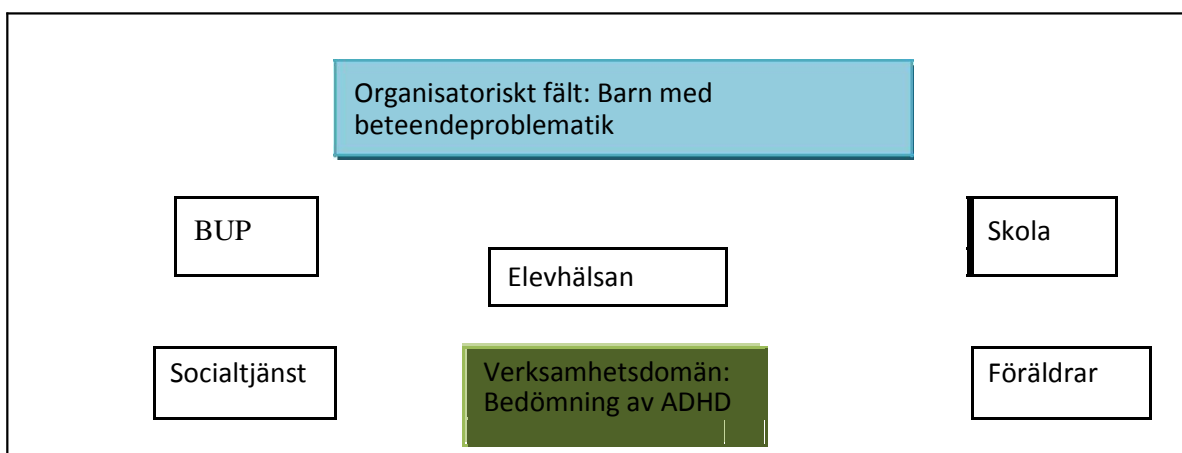 Organisatoriskt fält: Barn med
beteendeproblematik
BUP
Skola
Elevhälsan
Socialtjänst
Verksamhetsdomän:
Bedömning av ADHD
Föräldrar